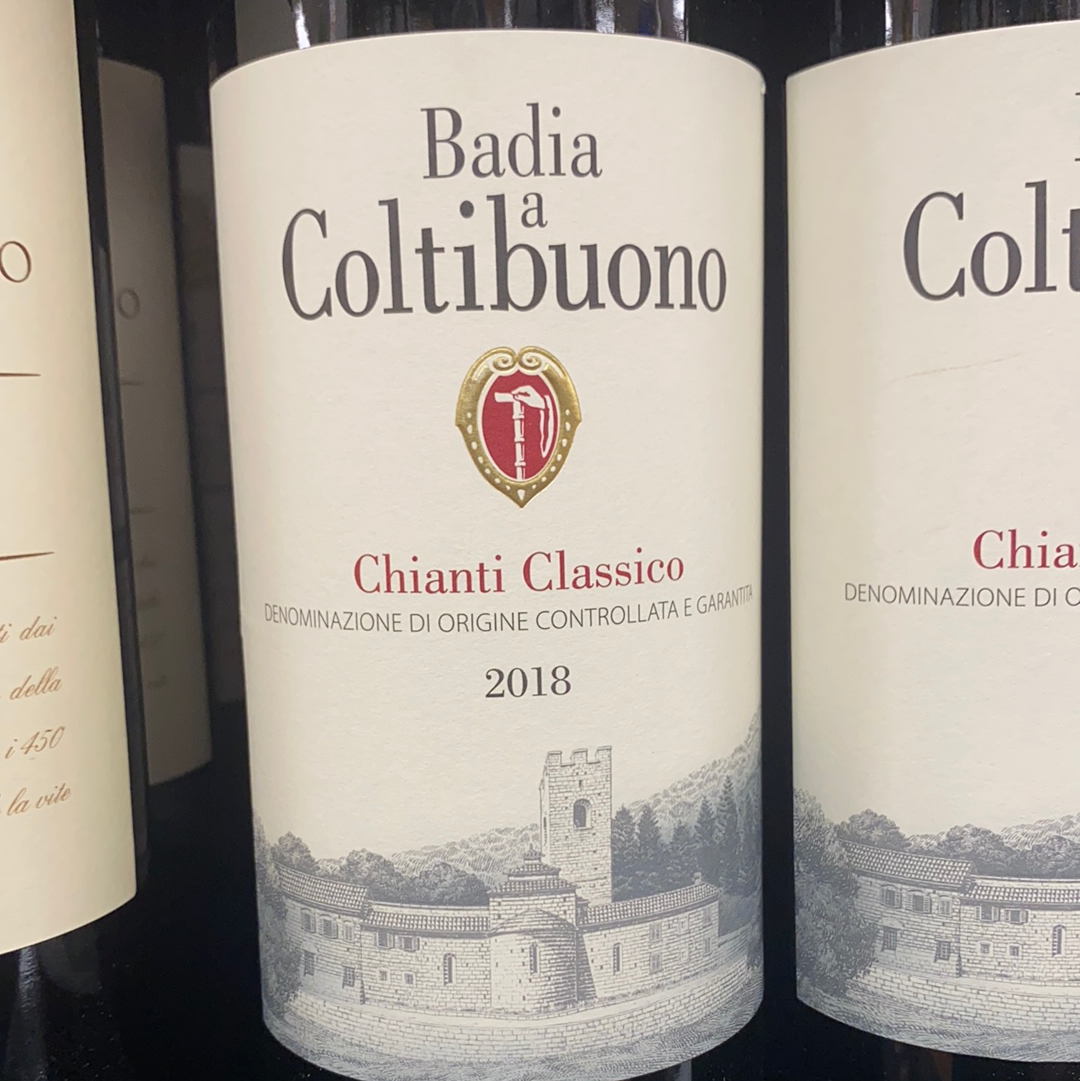 Badia
a
Coltibuono
Chianti Classico
DENOMINAZIONE DI ORIGINE CONTROLLATA E GARANTITA
2018
O
O
ti dai
della
i 450
la vite
Colt
Chia
DENOMINAZIONE DI O